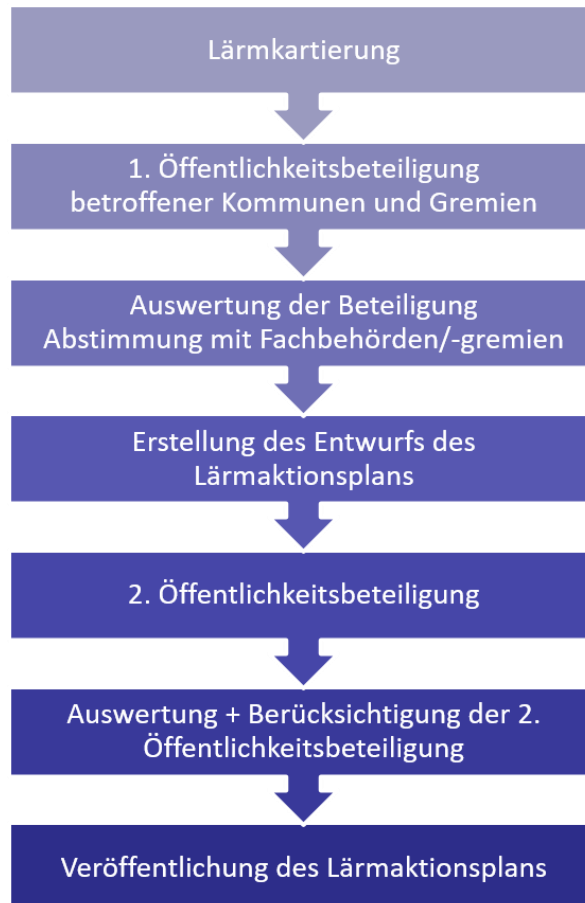 Lärmkartierung
1. Öffentlichkeitsbeteiligung
betroffener Kommunen und Gremien
Auswertung der Beteiligung
Abstimmung mit Fachbehörden/-gremien
Erstellung des Entwurfs des
Lärmaktionsplans
2. Öffentlichkeitsbeteiligung
Auswertung + Berücksichtigung der 2.
Öffentlichkeitsbeteiligung
Veröffentlichung des Lärmaktionsplans